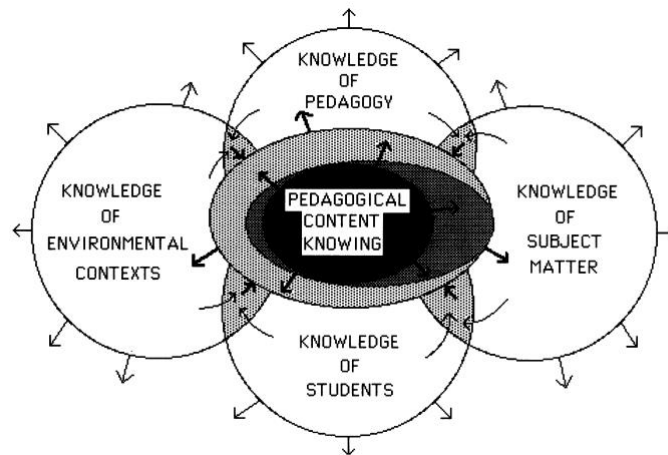 KNOWLEDGE
OF
PEDAGOGY
KNOWLEDGE
OF
ENVIRONMENTAL
CONTEXTS
PEDAGOGICAL
CONTENT
KNOWING
KNOWLEDGE
OF
SUBJECT
MATTER
KNOWLEDGE
OF
STUDENTS